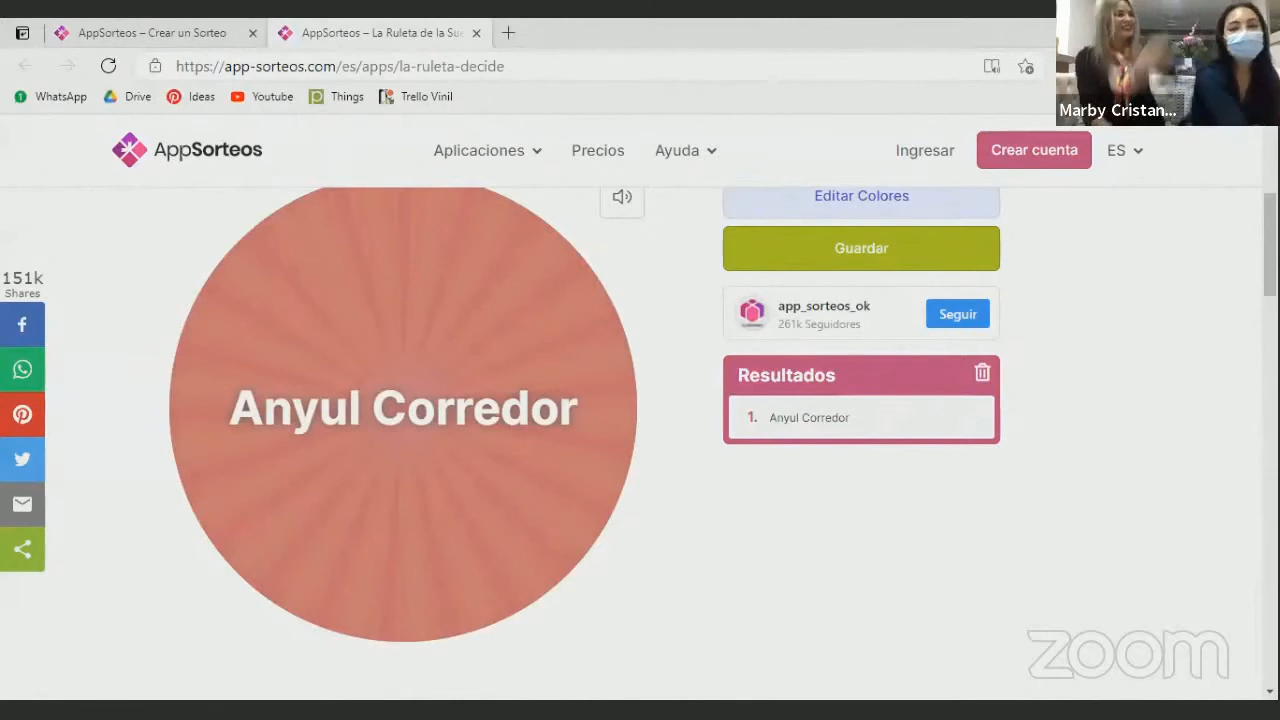 AppSorteos – Crear un Sorteo
AppSorteos – La Ruleta de la Sue
https://app-sorteos.com/es/apps/la-ruleta-decide
WhatsApp
Drive
Ideas
Youtube
Things
Trello Vinil
Marby Cristan...
AppSorteos
Aplicaciones
Precios
Ayuda
Ingresar
Crear cuenta
ES
Editar Colores
Guardar
151k
Shares
app_sorteos_ok
261k Seguidores
Seguir
Resultados
1. Anyul Corredor
Anyul Corredor
zoom